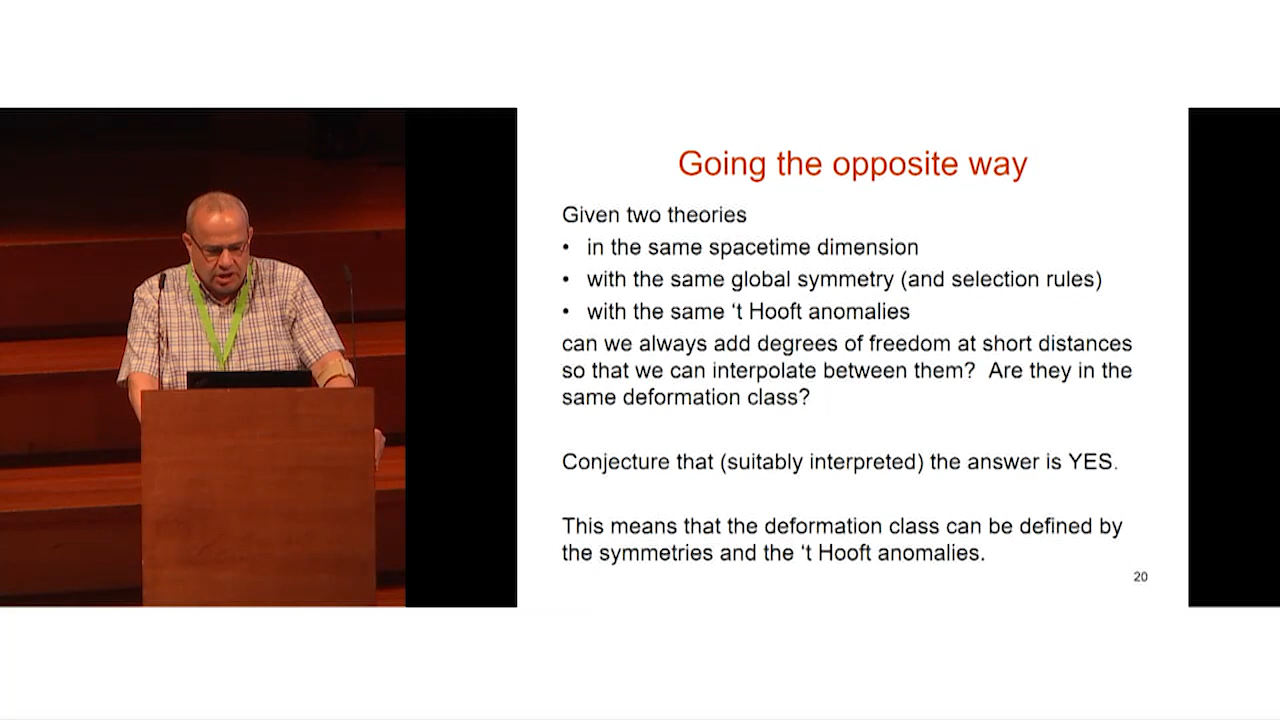 Going the opposite way
Given two theories
• in the same spacetime dimension
• with the same global symmetry (and selection rules)
• with the same ‘t Hooft anomalies
can we always add degrees of freedom at short distances
so that we can interpolate between them? Are they in the
same deformation class?
Conjecture that (suitably interpreted) the answer is YES.
This means that the deformation class can be defined by
the symmetries and the ‘t Hooft anomalies.
20